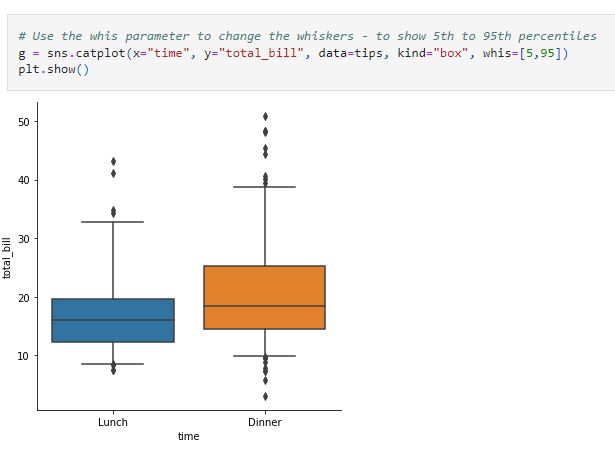 # Use the whis parameter to change the whiskers - to show 5th to 95th percentiles
g = sns.catplot(x="time", y="total_bill", data=tips, kind="box", whis=[5,95])
plt.show()
50
40
30
20
10
total_bill
Lunch Dinner
time